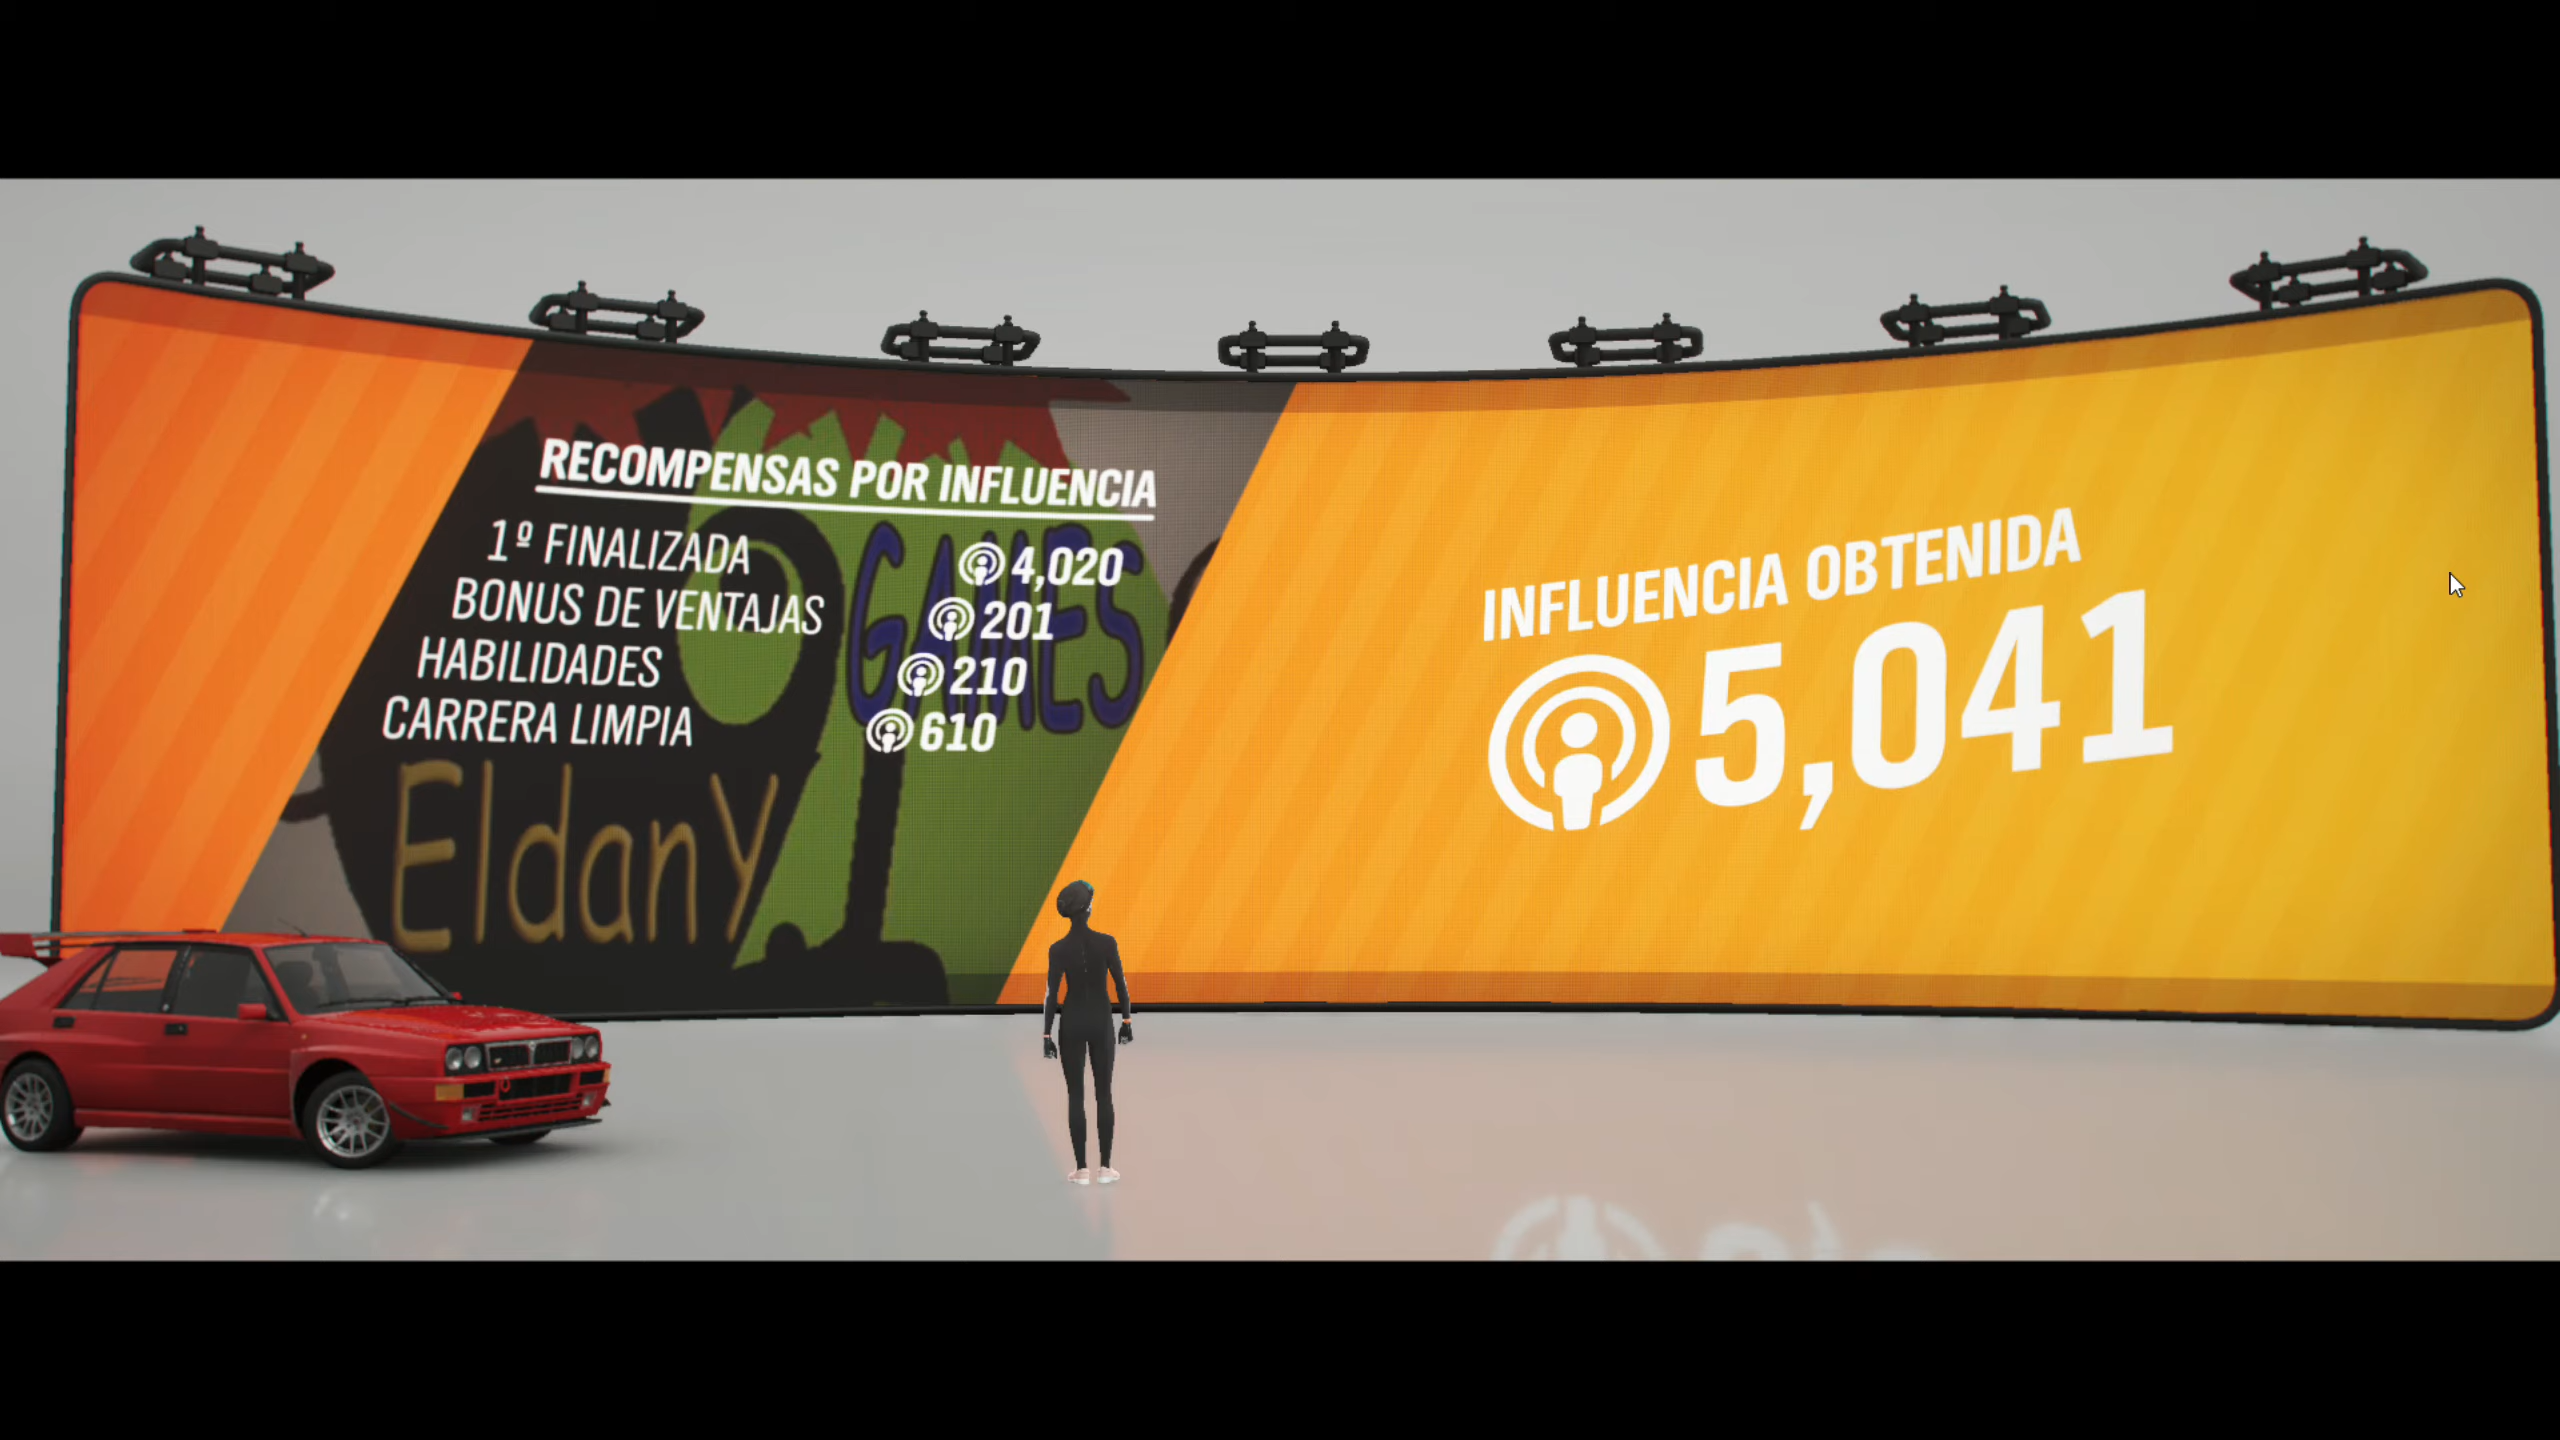 RECOMPENSAS POR INFLUENCIA
1º FINALIZADA 4,020
BONUS DE VENTAJAS 201
HABILIDADES 210
CARRERA LIMPIA 610
GAMES
EldanY
INFLUENCIA OBTENIDA
5,041